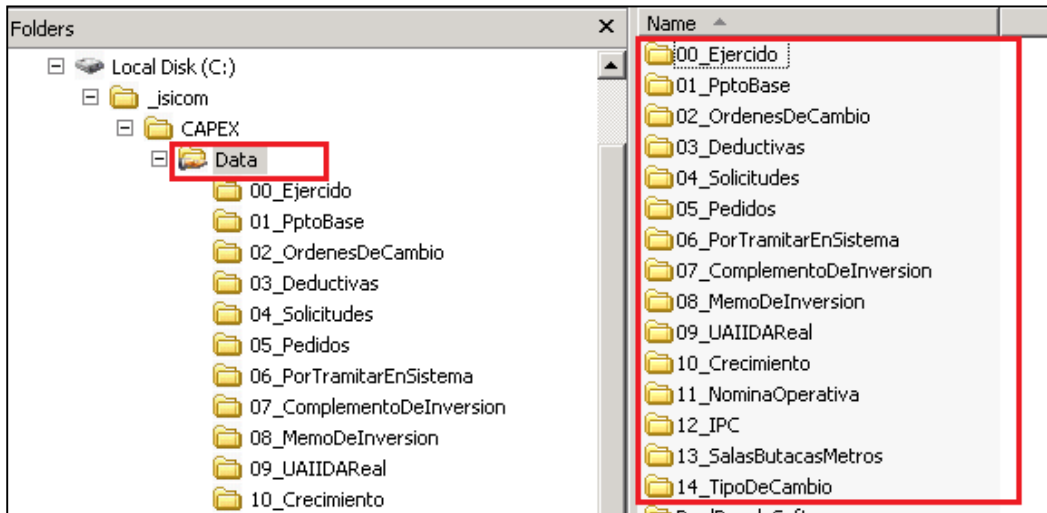 Folders
Local Disk (C:)
_isicom
CAPEX
Data
00_Ejercido
01_PptoBase
02_OrdenesDeCambio
03_Deductivas
04_Solicitudes
05_Pedidos
06_PorTramitarEnSistema
07_ComplementoDeInversion
08_MemoDeInversion
09_UAIIDAReal
10_Crecimiento
Name
00_Ejercido
01_PptoBase
02_OrdenesDeCambio
03_Deductivas
04_Solicitudes
05_Pedidos
06_PorTramitarEnSistema
07_ComplementoDeInversion
08_MemoDeInversion
09_UAIIDAReal
10_Crecimiento
11_NominaOperativa
12_IPC
13_SalasButacasMetros
14_TipoDeCambio